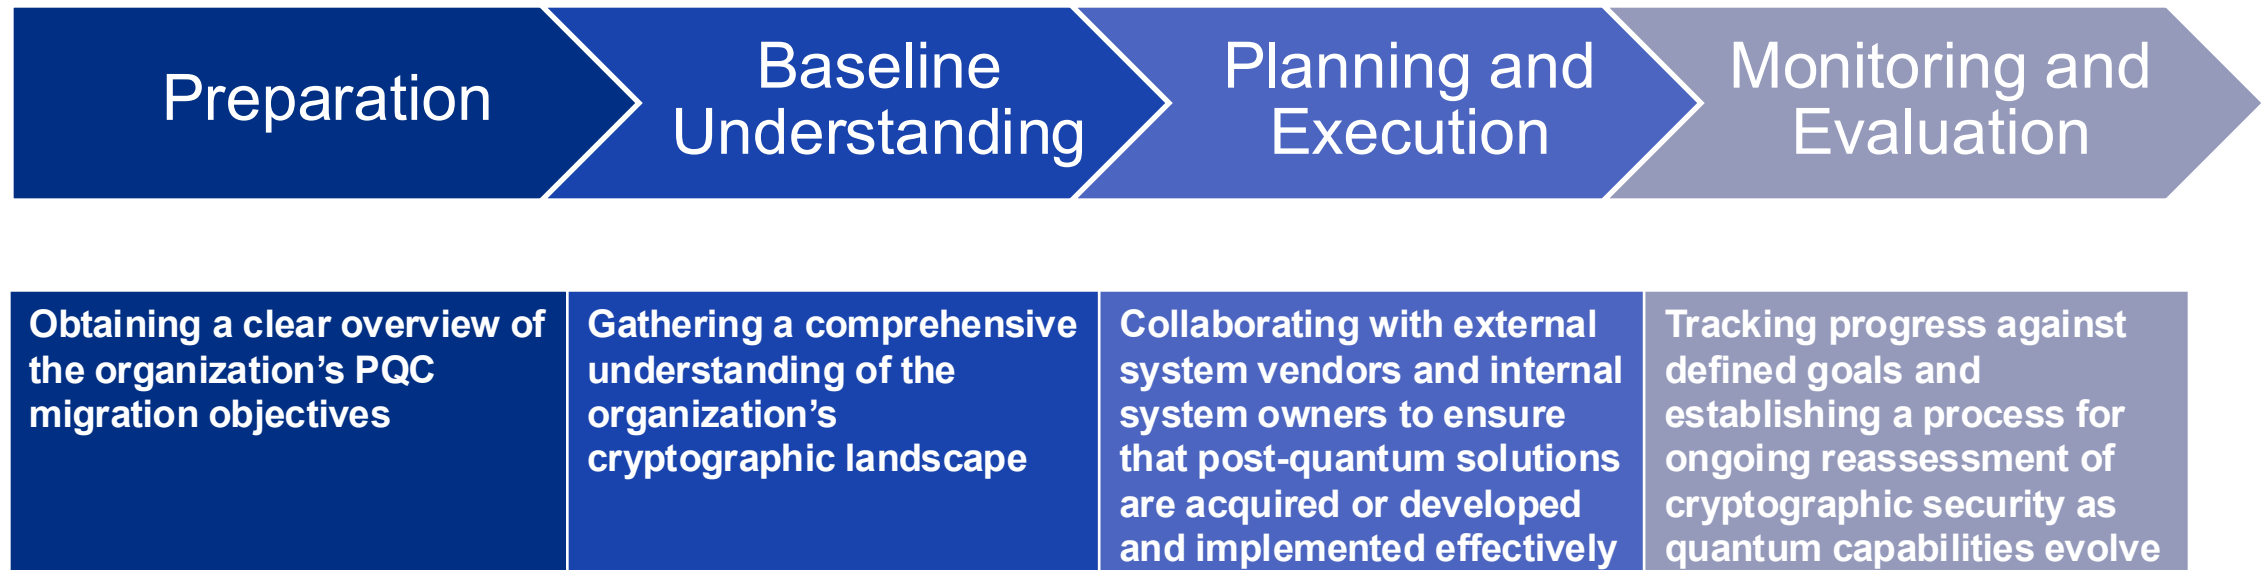 Preparation
Baseline
Understanding
Planning and
Execution
Monitoring and
Evaluation
Obtaining a clear overview of
the organization’s PQC
migration objectives
Gathering a comprehensive
understanding of the
organization’s
cryptographic landscape
Collaborating with external
system vendors and internal
system owners to ensure
that post-quantum solutions
are acquired or developed
and implemented effectively
Tracking progress against
defined goals and
establishing a process for
ongoing reassessment of
cryptographic security as
quantum capabilities evolve